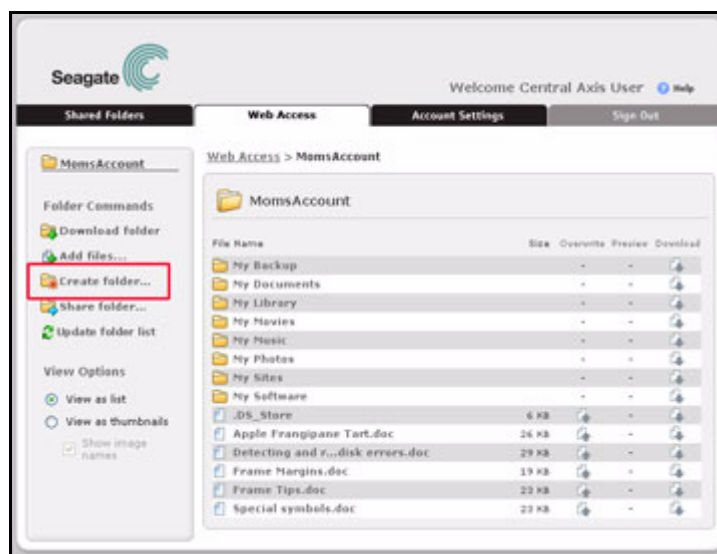 Seagate
Welcome Central Axis User Help
Shared Folders Web Access Account Settings Sign Out
MomsAccount
Folder Commands
Download folder
Add files...
Create folder...
Share folder...
Update folder list
View Options
View as list
View as thumbnails
Show image
names
Web Access > MomsAccount
MomsAccount
File Name Size Overwrite Preview Download
My Backup - -
My Documents - -
My Library - -
My Movies - -
My Music - -
My Photos - -
My Sites - -
My Software - -
.DS_Store 6 KB -
Apple Frangipane Tart.doc 26 KB -
Detecting and r...disk errors.doc 29 KB -
Frame Margins.doc 19 KB -
Frame Tips.doc 23 KB -
Special symbols.doc 23 KB -